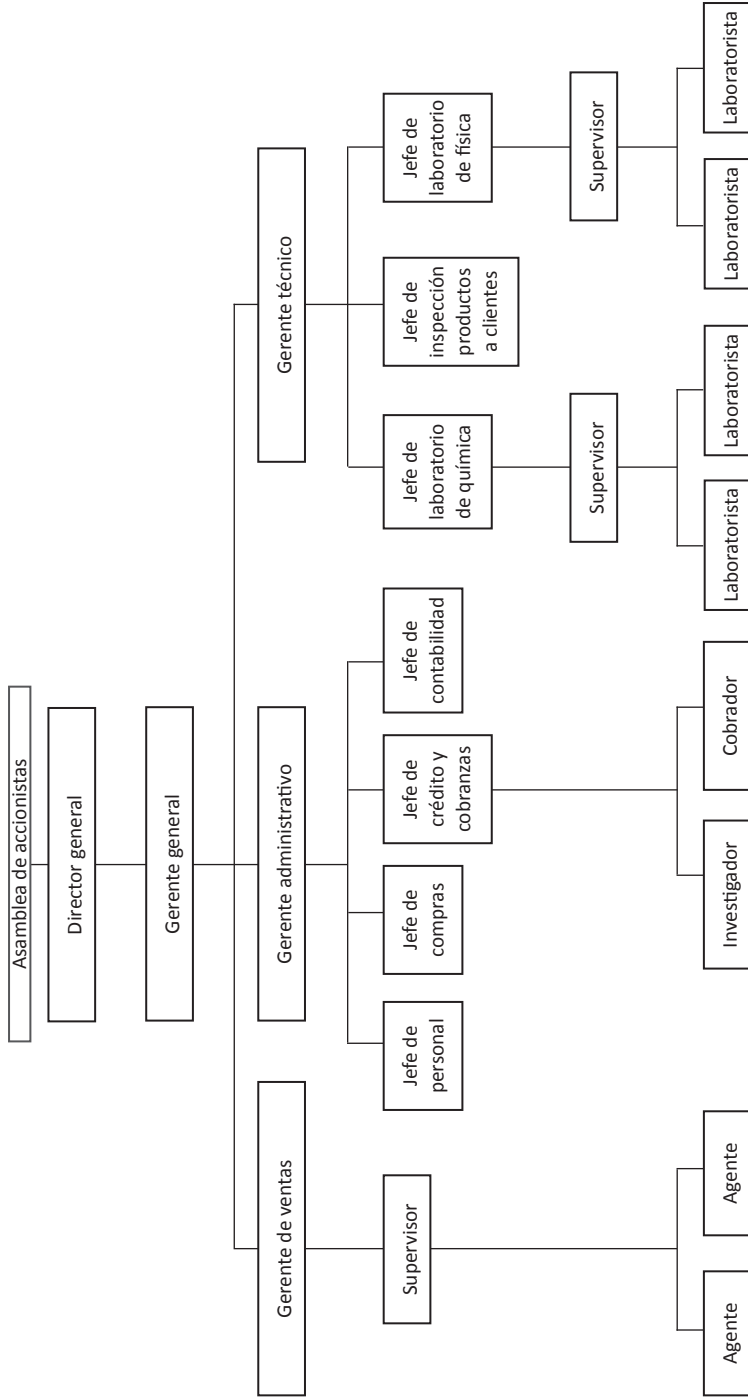 Asamblea de accionistas
Director general
Gerente general
Gerente de ventas
Gerente administrativo
Gerente técnico
Supervisor
Jefe de
personal
Jefe de
compras
Jefe de
crédito y
cobranzas
Jefe de
contabilidad
Jefe de
laboratorio
de química
Jefe de
inspección
productos
a clientes
Jefe de
laboratorio
de física
Supervisor
Supervisor
Agente
Agente
Investigador
Cobrador
Laboratorista
Laboratorista
Laboratorista
Laboratorista